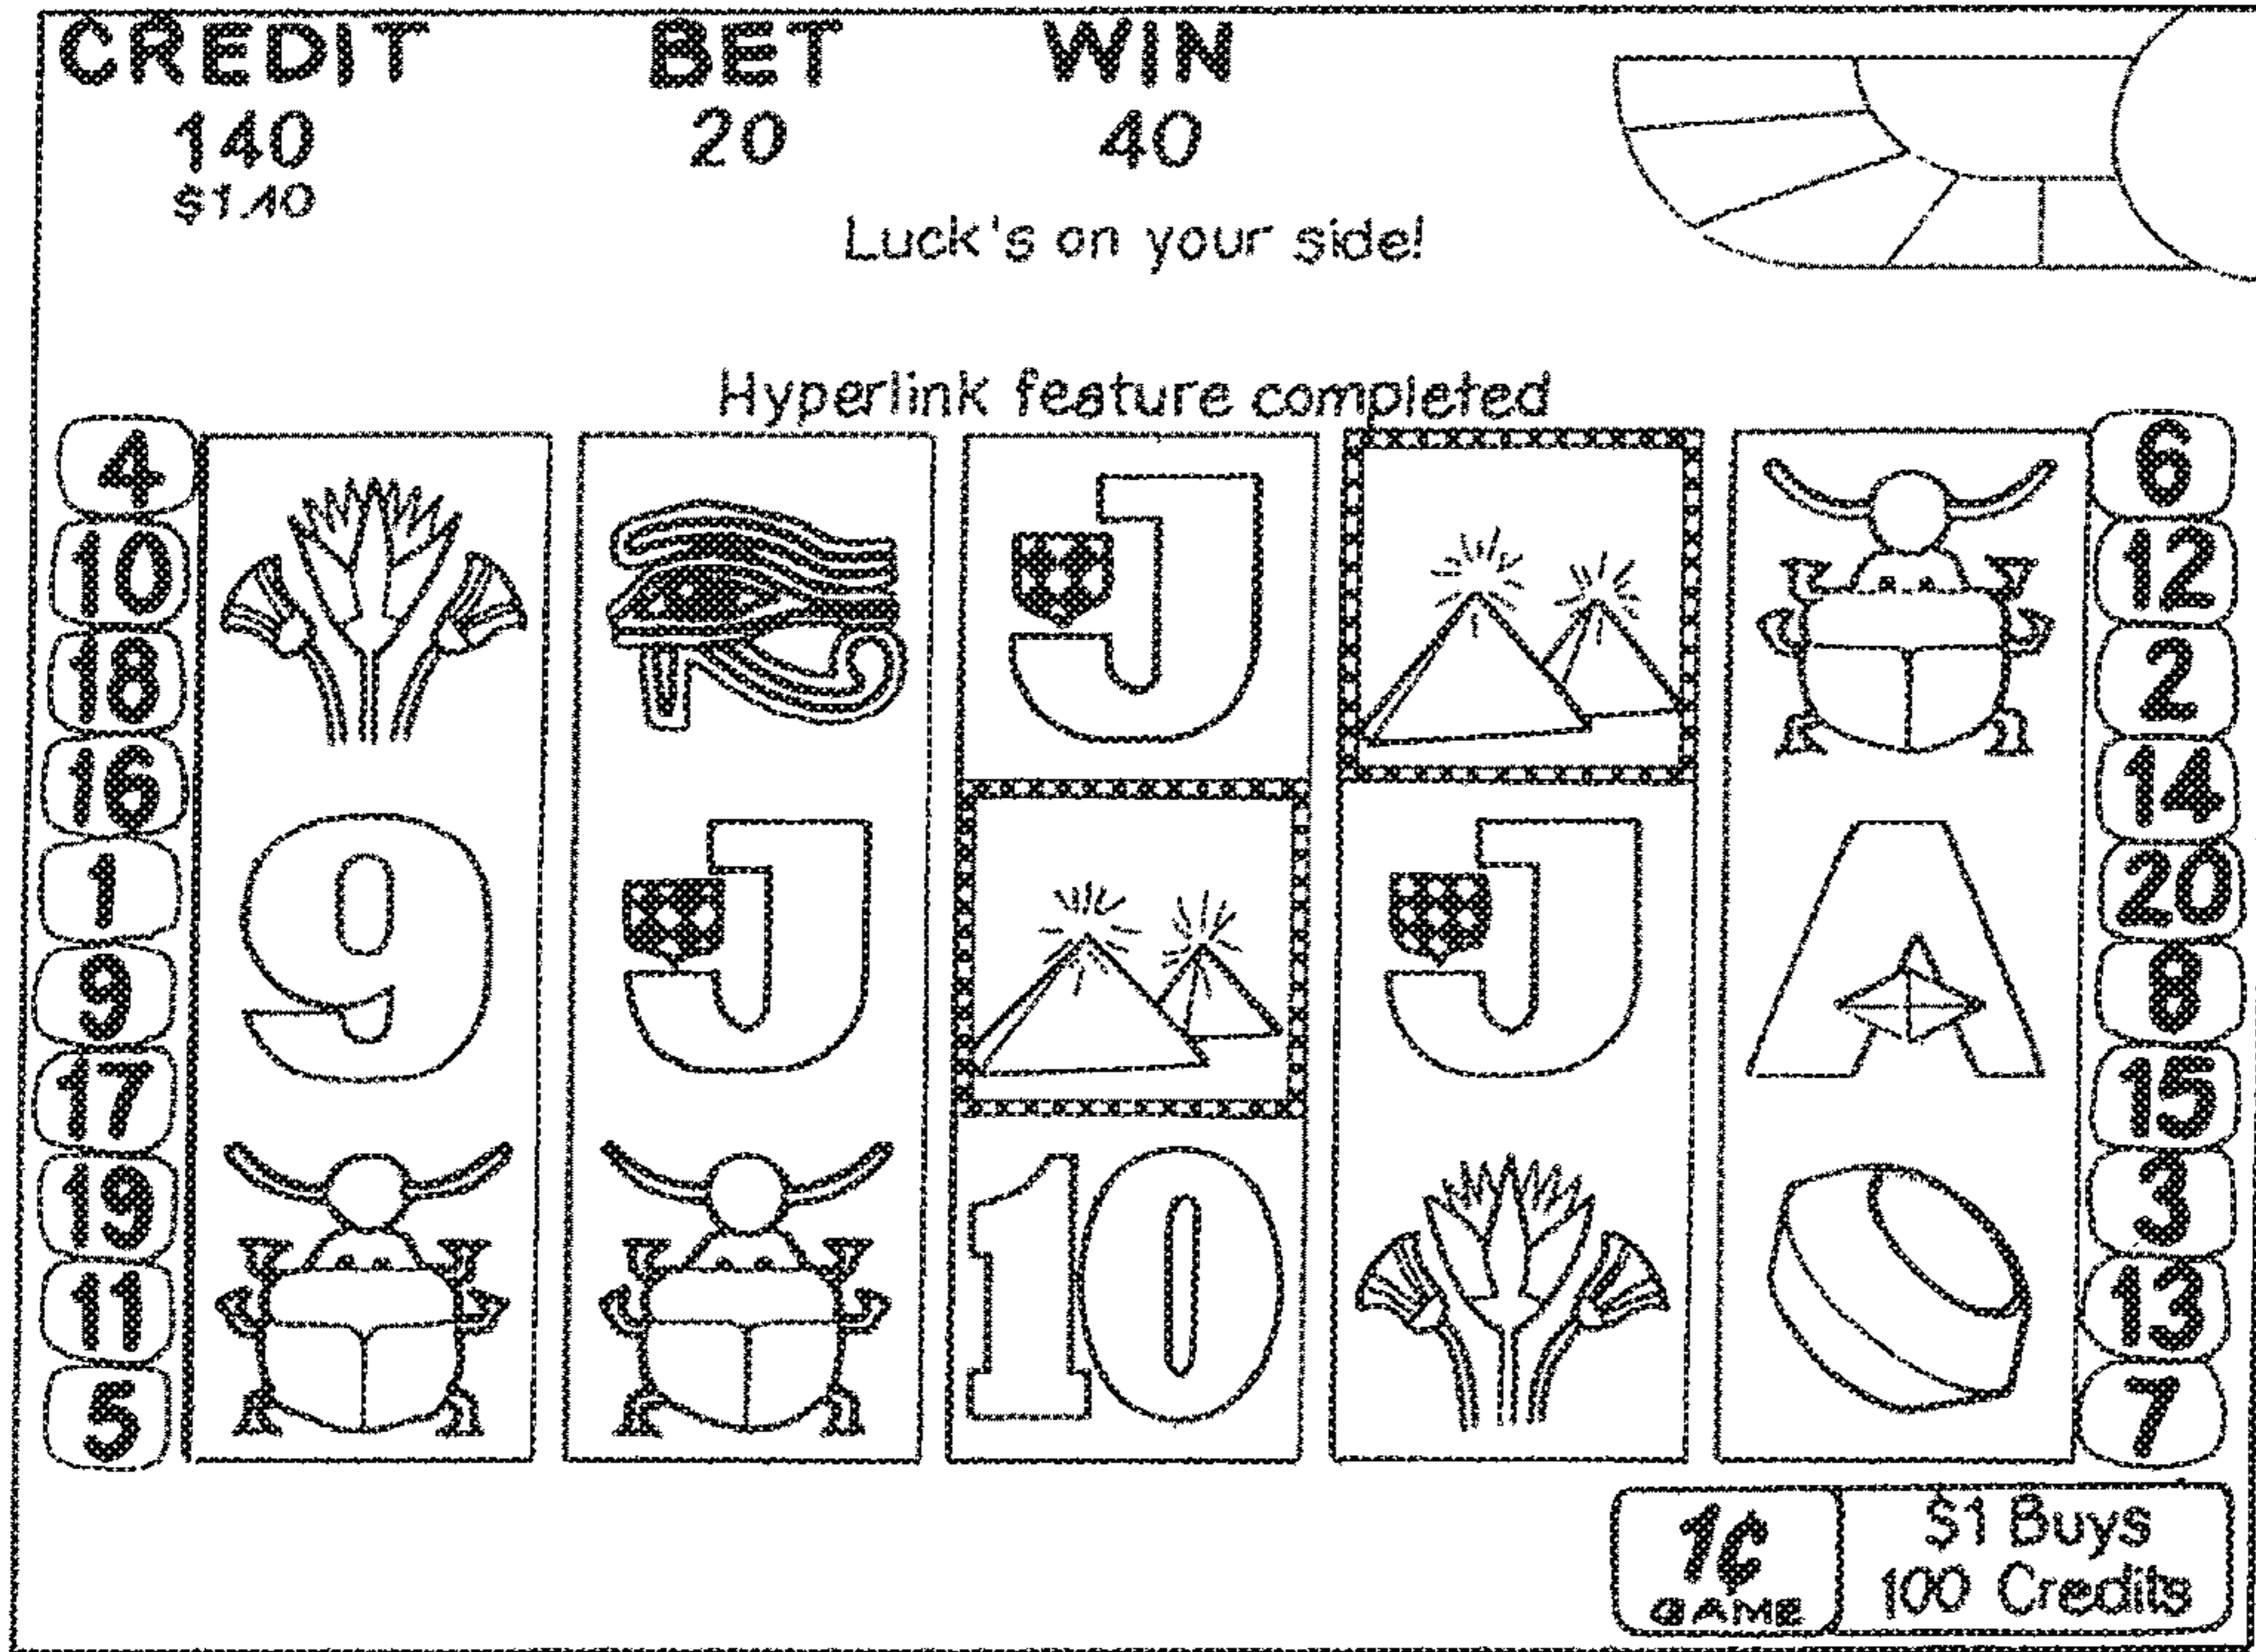 CREDIT BET WIN
140 20 40
$1.40
Luck's on your side!
Hyperlink feature completed
4 6
10 J 12
18 2
16 14
1 9 J J A 20
9 8
17 15
19 10 3
11 13
5 7
1¢ $1 Buys
GAME 100 Credits